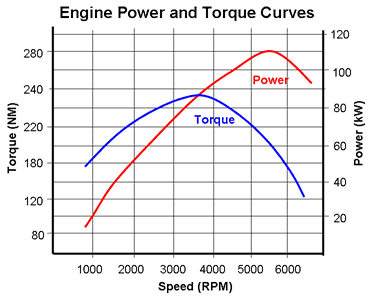 Engine Power and Torque Curves
120
280
100
Power
240
80
Torque
220
60
180
40
120
20
80
Torque (NM)
Power (kW)
1000 2000 3000 4000 5000 6000
Speed (RPM)